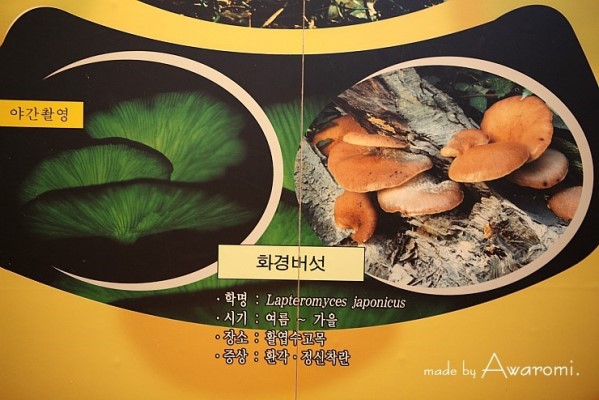 야간촬영
화경버섯
· 학명 : Lapteromyces japonicus
· 시기 : 여름 ~ 가을
· 장소 : 활엽수고목
· 증상 : 환각 · 정신착란
made by Awaromi.